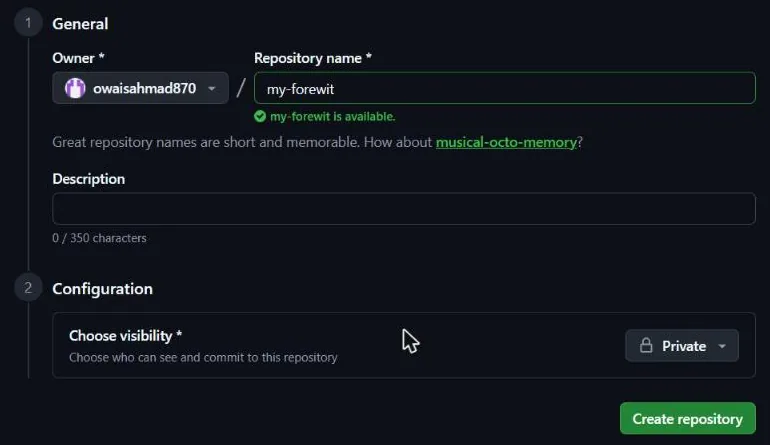 1 General
Owner * Repository name *
owaisahmad870 / my-forewit
my-forewit is available.
Great repository names are short and memorable. How about musical-octo-memory?
Description
0 / 350 characters
2 Configuration
Choose visibility *
Choose who can see and commit to this repository
Private
Create repository